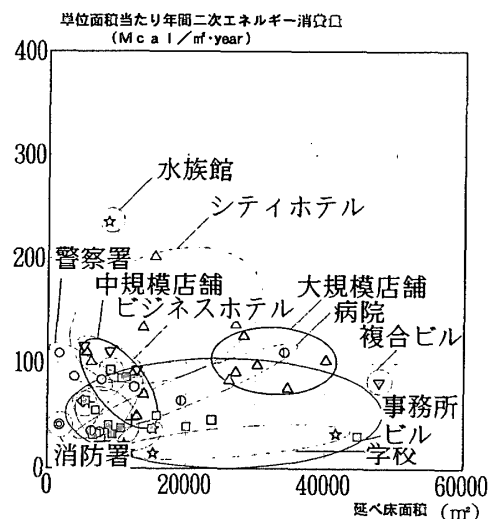 単位面積当たり年間二次エネルギー消費量
(Mcal/㎡·year)
400
300
水族館
シティホテル
200
警察署
中規模店舗
大規模店舗
ビジネスホテル
病院
複合ビル
100
事務所
ビル
消防署
学校
0
0
20000
40000
60000
延べ床面積 (㎡)